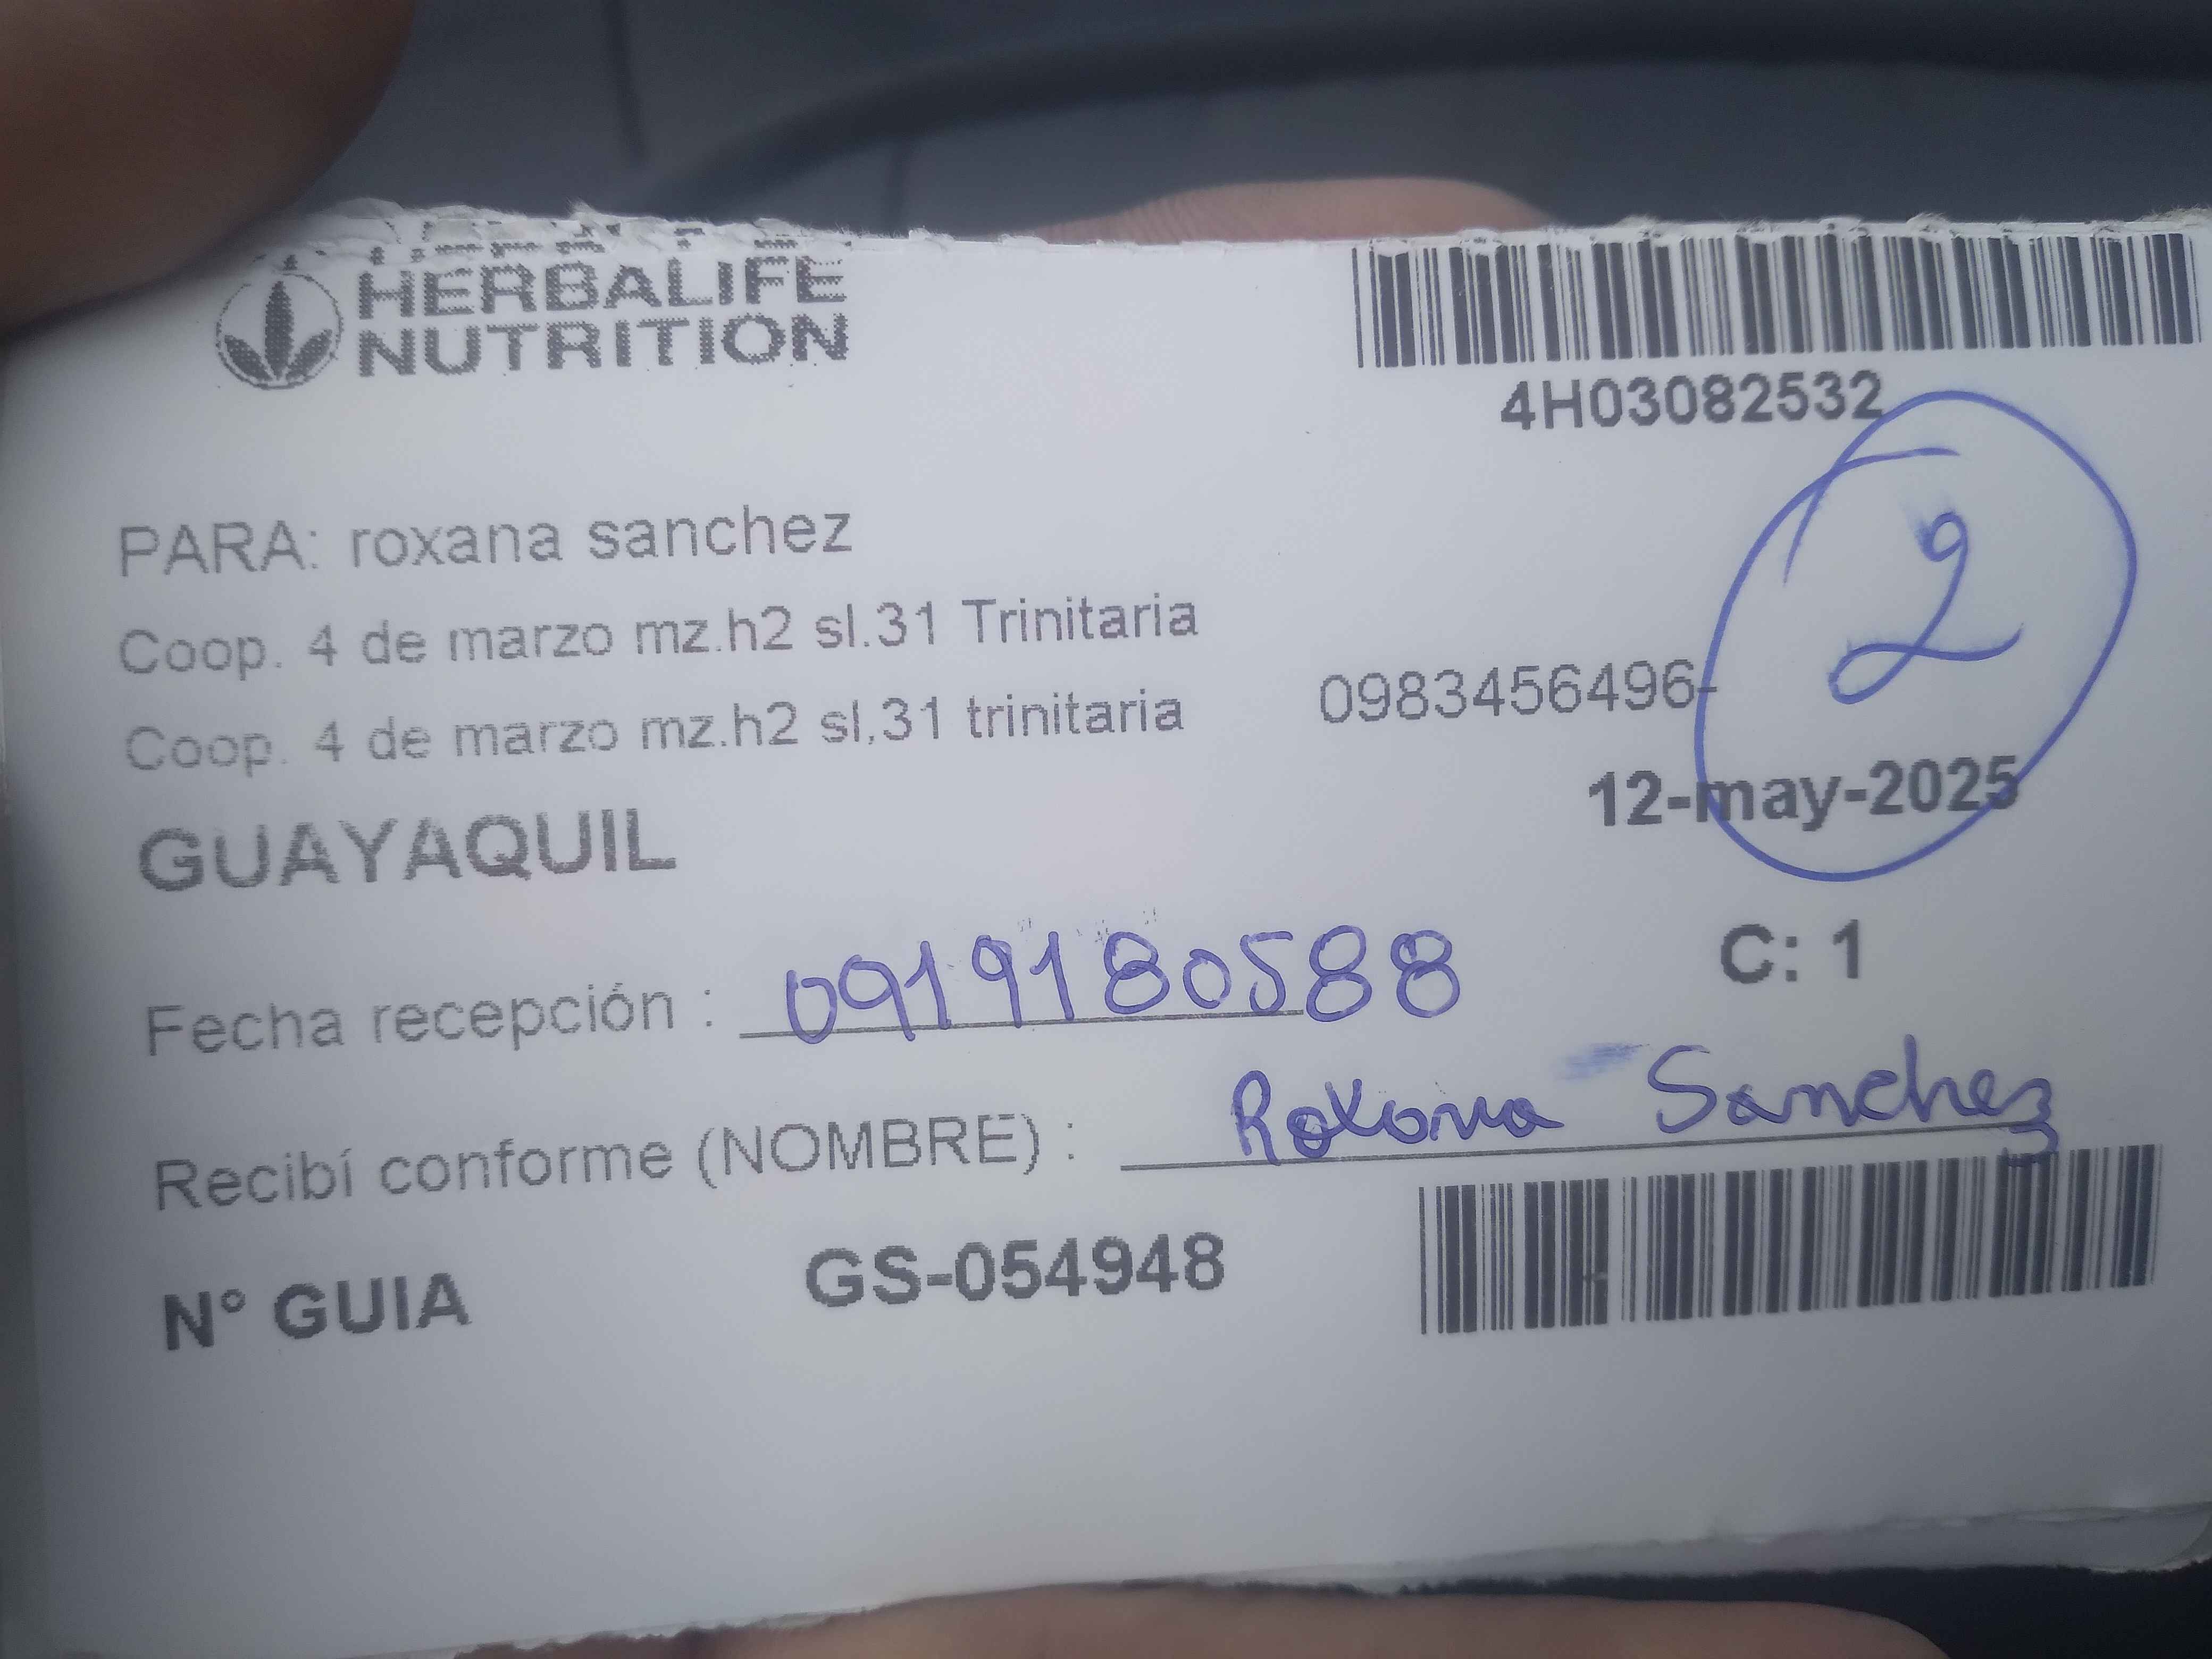 HERBALIFE
NUTRITION
4H03082532
2
PARA: roxana sanchez
Coop. 4 de marzo mz.h2 sl.31 Trinitaria
Coop. 4 de marzo mz.h2 sl,31 trinitaria
0983456496-
12-may-2025
GUAYAQUIL
C: 1
Fecha recepción : 0919180588
Recibí conforme (NOMBRE) : Roxana Sanchez
N° GUIA GS-054948